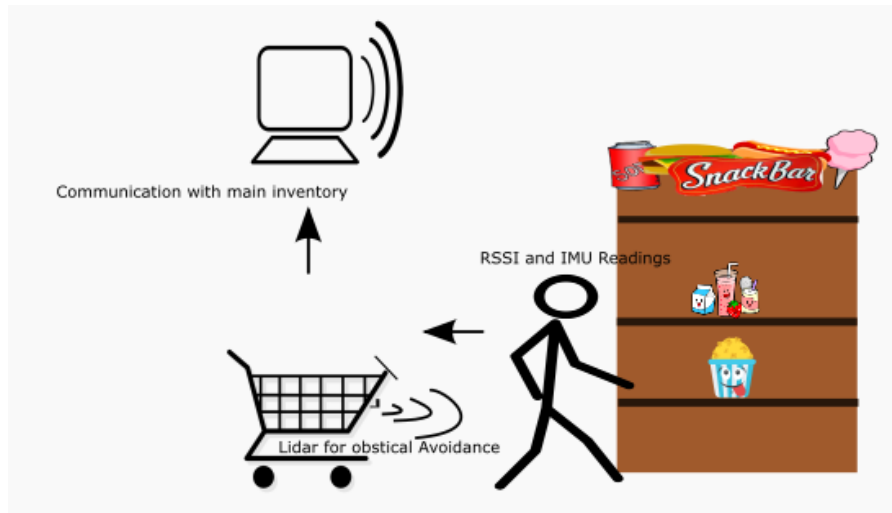 SnackBar
Communication with main inventory
RSSI and IMU Readings
Lidar for obstical Avoidance